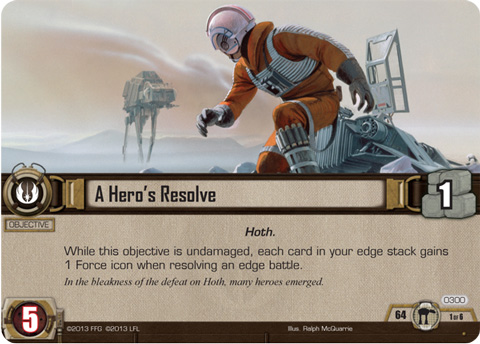 A Hero's Resolve
1
OBJECTIVE
Hoth.
While this objective is undamaged, each card in your edge stack gains
1 Force icon when resolving an edge battle.
In the bleakness of the defeat on Hoth, many heroes emerged.
0300
5
64
1 OF 6
©2013 FFG ©2013 LFL
Illus. Ralph McQuarrie